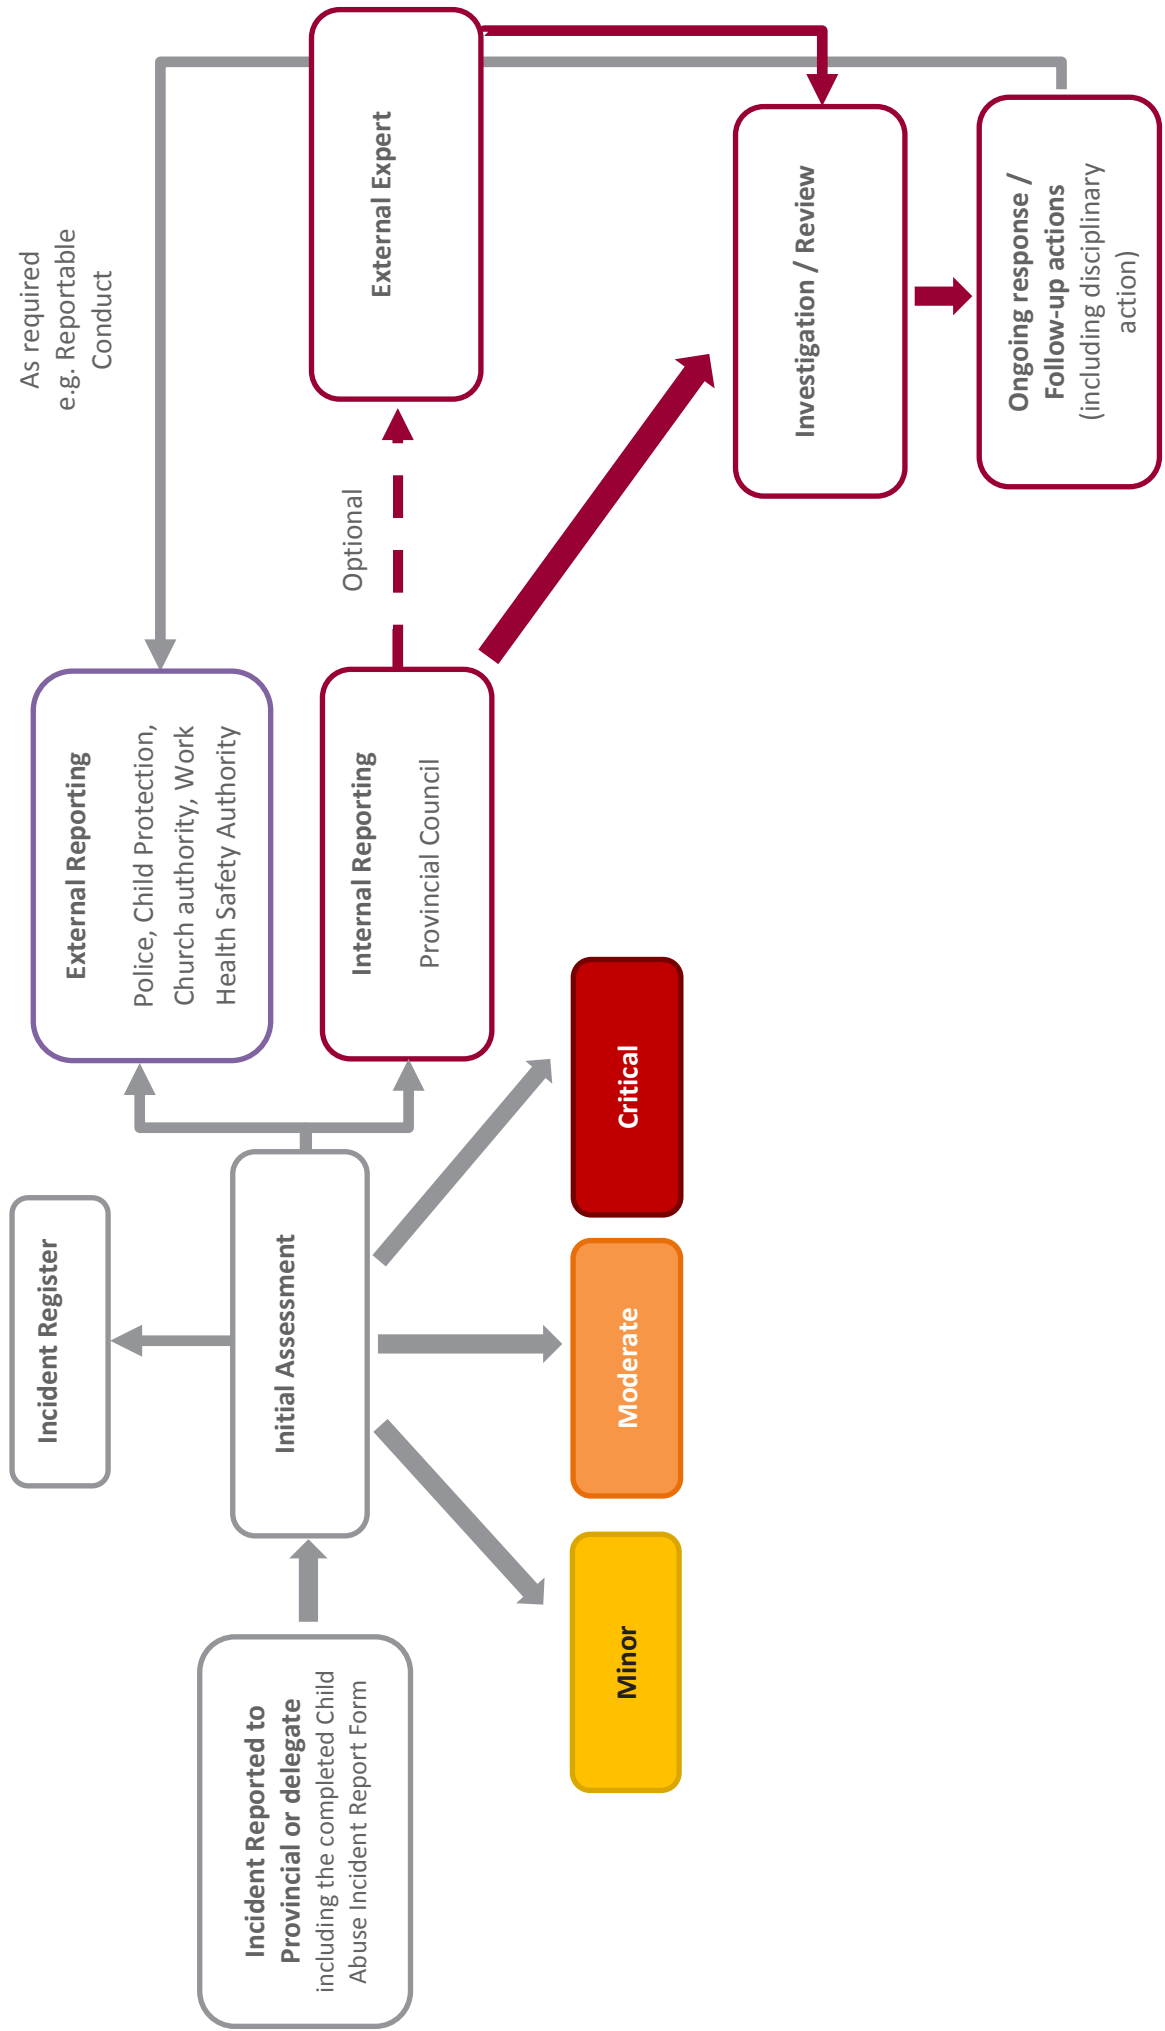 Incident Reported to
Provincial or delegate
including the completed Child
Abuse Incident Report Form
Incident Register
Initial Assessment
Minor
Moderate
Critical
External Reporting
Police, Child Protection,
Church authority, Work
Health Safety Authority
Internal Reporting
Provincial Council
As required
e.g. Reportable
Conduct
Optional
External Expert
Investigation / Review
Ongoing response /
Follow-up actions
(including disciplinary
action)